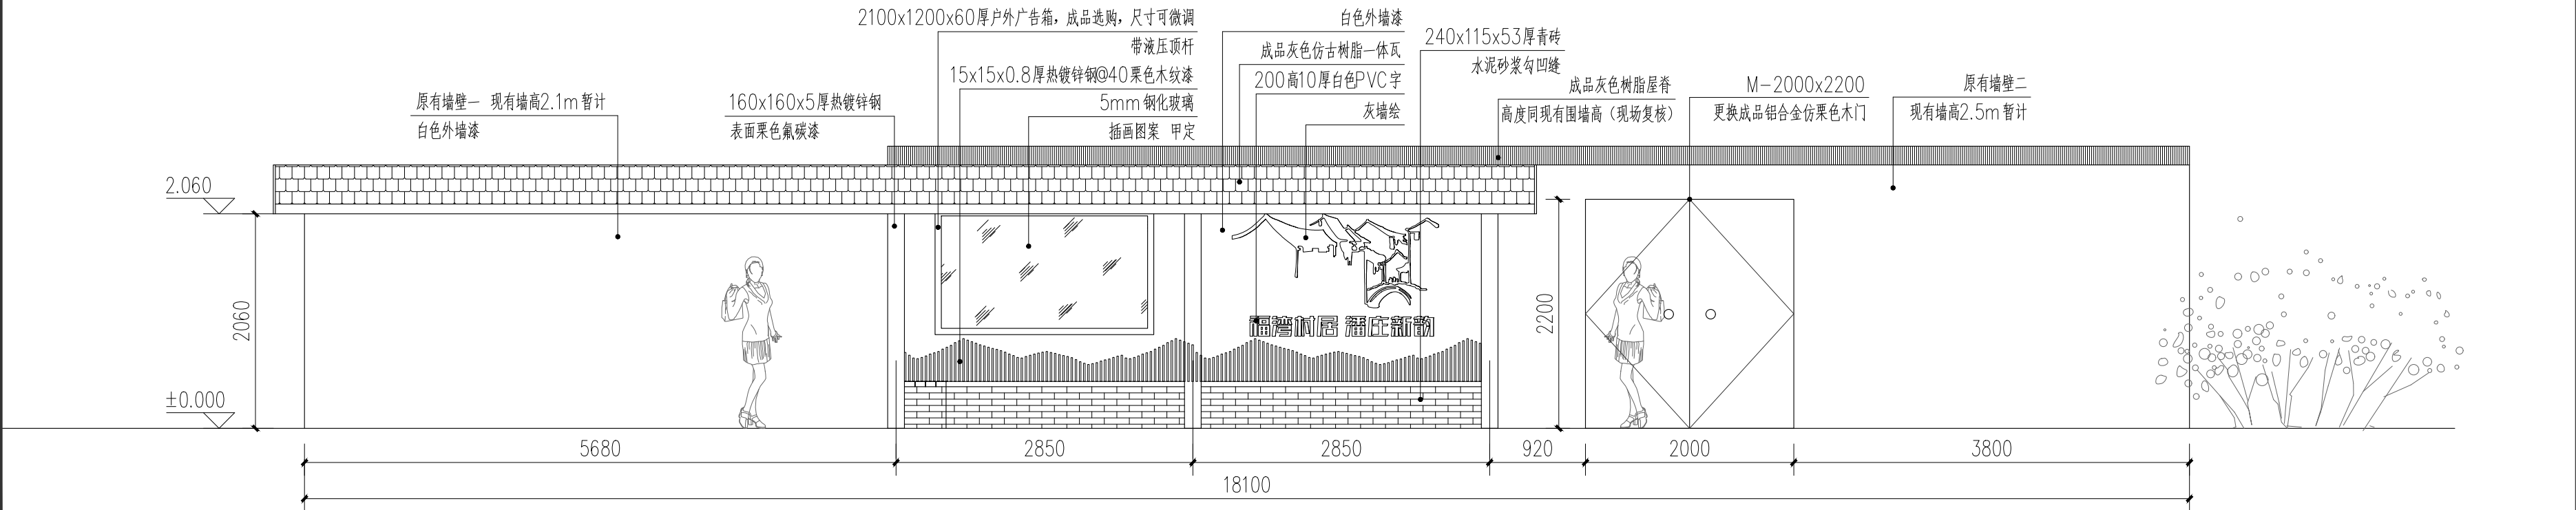 2100x1200x60厚户外广告箱，成品选购，尺寸可微调
带液压顶杆
15x15x0.8厚热镀锌钢@40栗色木纹漆
5mm钢化玻璃
插画图案 甲定
原有墙壁一 现有墙高2.1m暂计
白色外墙漆
160x160x5厚热镀锌钢
表面栗色氟碳漆
白色外墙漆
成品灰色仿古树脂一体瓦
200高10厚白色PVC字
灰墙绘
240x115x53厚青砖
水泥砂浆勾凹缝
成品灰色树脂屋脊
高度同现有围墙高（现场复核）
M-2000x2200
更换成品铝合金仿栗色木门
原有墙壁二
现有墙高2.5m暂计
2.060
2060
±0.000
福湾村居 潘庄新韵
2200
5680
2850
2850
920
2000
3800
18100